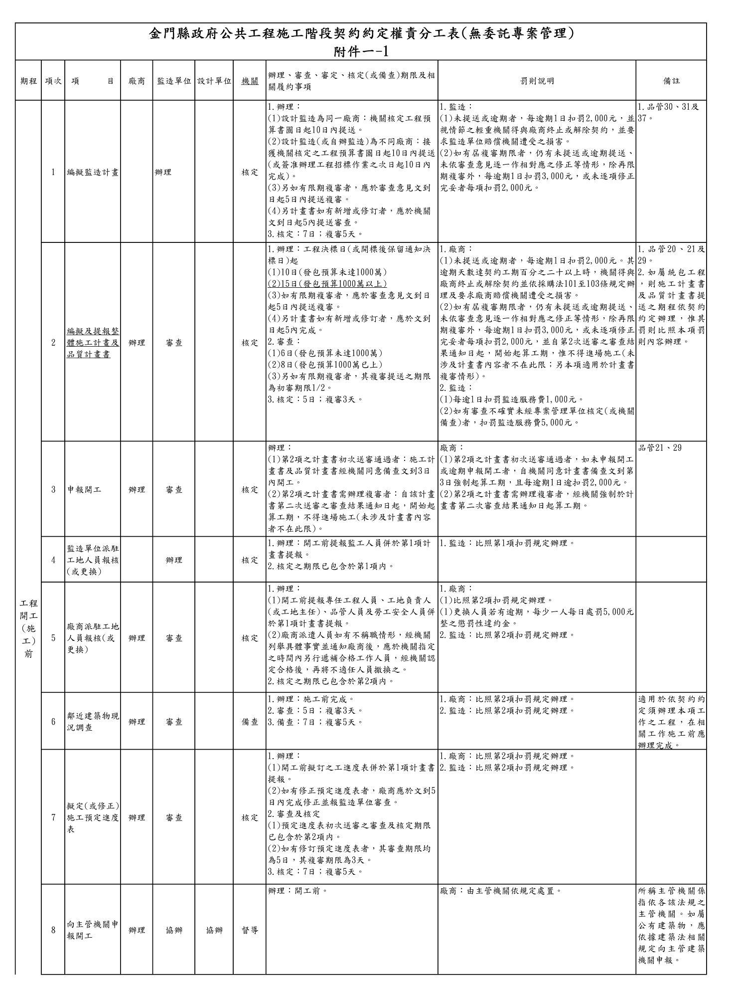 金門縣政府公共工程施工階段契約約定權責分工表(無委託專案管理)
附件一-1
期程
項次
項 目
廠商
監造單位
設計單位
機關
辦理、審查、審定、核定(或備查)期限及相
關履約事項
罰則說明
備註
工程
開工
(施
工)
前
1
編擬監造計畫
辦理
核定
1.辦理：
(1)設計監造為同一廠商：機關核定工程預
算書圖日起10日內提送。
(2)設計監造(或自辦監造)為不同廠商：接
獲機關核定之工程預算書圖日起10日內提送
(或簽准辦理工程招標作業之次日起10日內
完成)。
(3)另如有限期複審者，應於審查意見文到
日起5日內提送複審。
(4)另計畫書如有新增或修訂者，應於機關
文到日起5內提送審查。
3.核定：7日；複審5天。
1.監造：
(1)未提送或逾期者，每逾期1日扣罰2,000元，並
視情節之輕重機關得與廠商終止或解除契約，並要
求監造單位賠償機關遭受之損害。
(2)如有屆複審期限者，仍有未提送或逾期提送、
未依審查意見逐一作相對應之修正等情形，除再限
期複審外，每逾期1日扣罰3,000元，或未逐項修正
完妥者每項扣罰2,000元。
1.品管30、31及
37。
2
編擬及提報整
體施工計畫及
品質計畫書
辦理
審查
核定
1.辦理：工程決標日(或開標後保留通知決
標日)起
(1)10日(發包預算未達1000萬)
(2)15日(發包預算1000萬以上)
(3)如有限期複審者，應於審查意見文到日
起5日內提送複審。
(4)另計畫書如有新增或修訂者，應於文到
日起5內完成。
2.審查：
(1)6日(發包預算未達1000萬)
(2)8日(發包預算1000萬已上)
(3)另如有限期複審者，其複審提送之期限
為初審期限1/2。
3.核定：5日；複審3天。
1.廠商：
(1)未提送或逾期者，每逾期1日扣罰2,000元。其
逾期天數達契約工期百分之二十以上時，機關得與
廠商終止或解除契約並依採購法101至103條規定辦
理及要求廠商賠償機關遭受之損害。
(2)如有屆複審期限者，仍有未提送或逾期提送、
未依審查意見逐一作相對應之修正等情形，除再限
期複審外，每逾期1日扣罰3,000元，或未逐項修正
完妥者每項扣罰2,000元，並自第2次送審之審查結
果通知日起，開始起算工期，惟不得進場施工(未
涉及計畫書內容者不在此限；另本項適用於計畫書
複審情形)。
2.監造：
(1)每逾1日扣罰監造服務費1,000元。
(2)如有審查不確實未經專案管理單位核定(或機關
備查)者，扣罰監造服務費5,000元。
1.品管20、21及
29。
2.如屬統包工程
，則施工計畫書
及品質計畫書提
送之期程依契約
約定辦理，惟其
罰則比照本項罰
則內容辦理。
3
申報開工
辦理
審查
核定
辦理：
(1)第2項之計畫書初次送審通過者：施工計
畫書及品質計畫書經機關同意備查文到3日
內開工。
(2)第2項之計畫書需辦理複審者：自該計畫
書第二次送審之審查結果通知日起，開始起
算工期，不得進場施工(未涉及計畫書內容
者不在此限)。
廠商：
(1)第2項之計畫書初次送審通過者，如未申報開工
或逾期申報開工者，自機關同意計畫書備查文到第
3日強制起算工期，且每逾期1日逾扣罰2,000元。
(2)第2項之計畫書需辦理複審者，經機關強制於計
畫書第二次審查結果通知日起算工期。
品管21、29
4
監造單位派駐
工地人員報核
(或更換)
辦理
核定
1.辦理：開工前提報監工人員併於第1項計
畫書提報。
2.核定之期限已包含於第1項內。
1.監造：比照第1項扣罰規定辦理。
5
廠商派駐工地
人員報核(或
更換)
辦理
審查
核定
1.辦理：
(1)開工前提報專任工程人員、工地負責人
(或工地主任)、品管人員及勞工安全人員併
於第1項計畫書提報。
(2)廠商派遣人員如有不稱職情形，經機關
列舉具體事實並通知廠商後，應於機關指定
之時間內另行遞補合格工作人員，經機關認
定合格後，再將不適任人員撤換之。
2.核定之期限已包含於第2項內。
1.廠商：
(1)比照第2項扣罰規定辦理。
(1)更換人員若有逾期，每少一人每日處罰5,000元
整之懲罰性違約金。
2.監造：比照第2項扣罰規定辦理。
6
鄰近建築物現
況調查
辦理
審查
備查
1.辦理：施工前完成。
2.審查：5日；複審3天。
3.備查：7日；複審5天。
1.廠商：比照第2項扣罰規定辦理。
2.監造：比照第2項扣罰規定辦理。
適用於依契約約
定須辦理本項工
作之工程，在相
關工作施工前應
辦理完成。
7
擬定(或修正)
施工預定進度
表
辦理
審查
核定
1.辦理：
(1)開工前擬訂之工進度表併於第1項計畫書
提報。
(2)如有修正預定進度表者，廠商應於文到5
日內完成修正並報監造單位審查。
2.審查及核定
(1)預定進度表初次送審之審查及核定期限
已包含於第2項內。
(2)如有修訂預定進度表者，其審查期限均
為5日，其複審期限為3天。
3.核定：7日；複審5天。
1.廠商：比照第2項扣罰規定辦理。
2.監造：比照第2項扣罰規定辦理。
8
向主管機關申
報開工
辦理
協辦
協辦
督導
辦理：開工前。
廠商：由主管機關依規定處置。
所稱主管機關係
指依各該法規之
主管機關。如屬
公有建築物，應
依據建築法相關
規定向主管建築
機關申報。